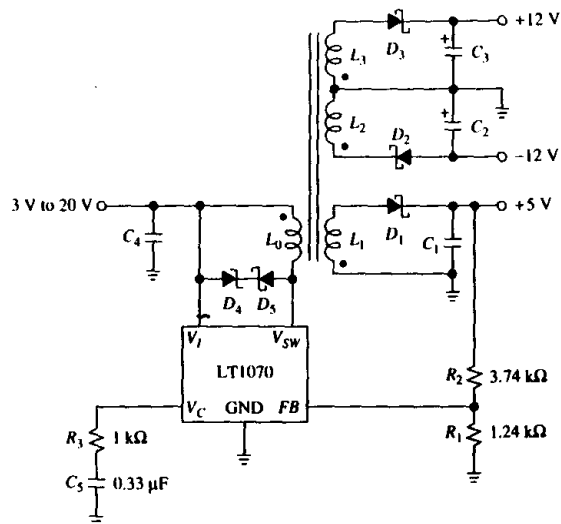 +12 V
D3
L3
+
C3
L2
+
C2
D2
−12 V
3 V to 20 V
+5 V
C4
L0
L1
D1
C1
D4
D5
VI
VSW
LT1070
R2
3.74 kΩ
VC
GND
FB
R3
1 kΩ
R1
1.24 kΩ
C5
0.33 µF